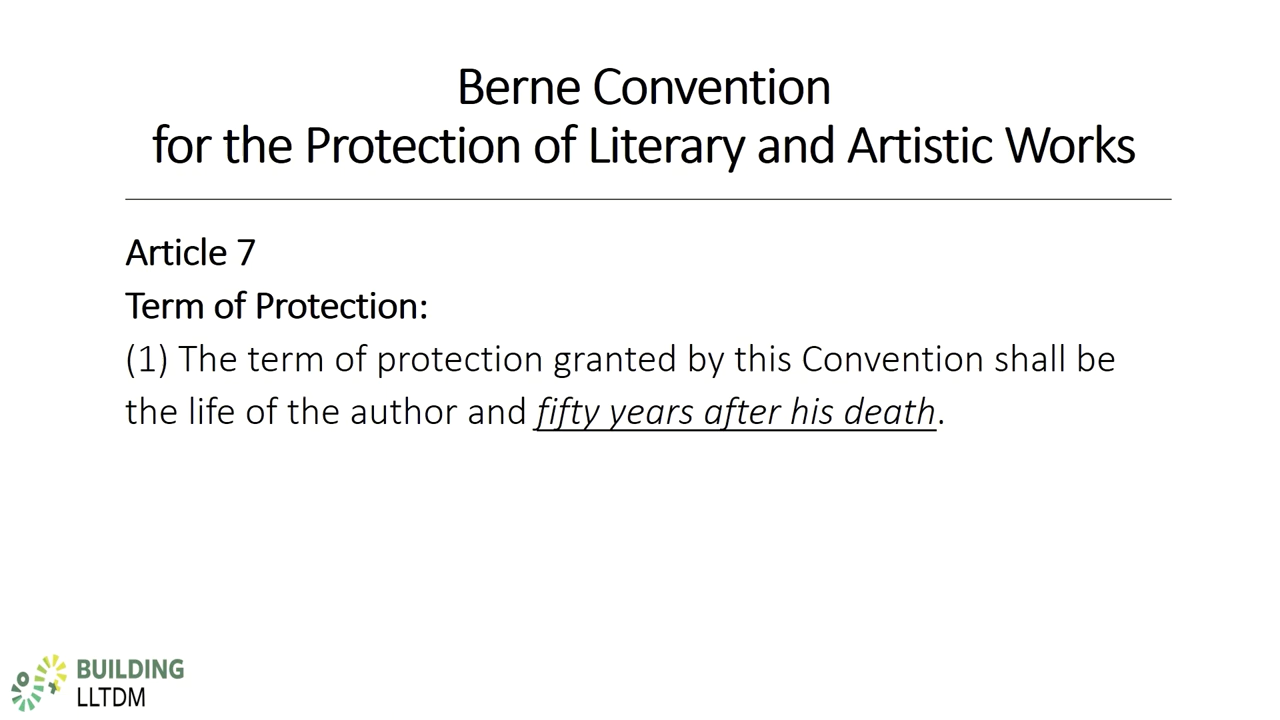 Berne Convention
for the Protection of Literary and Artistic Works
Article 7
Term of Protection:
(1) The term of protection granted by this Convention shall be
the life of the author and fifty years after his death.
BUILDING
LLTDM